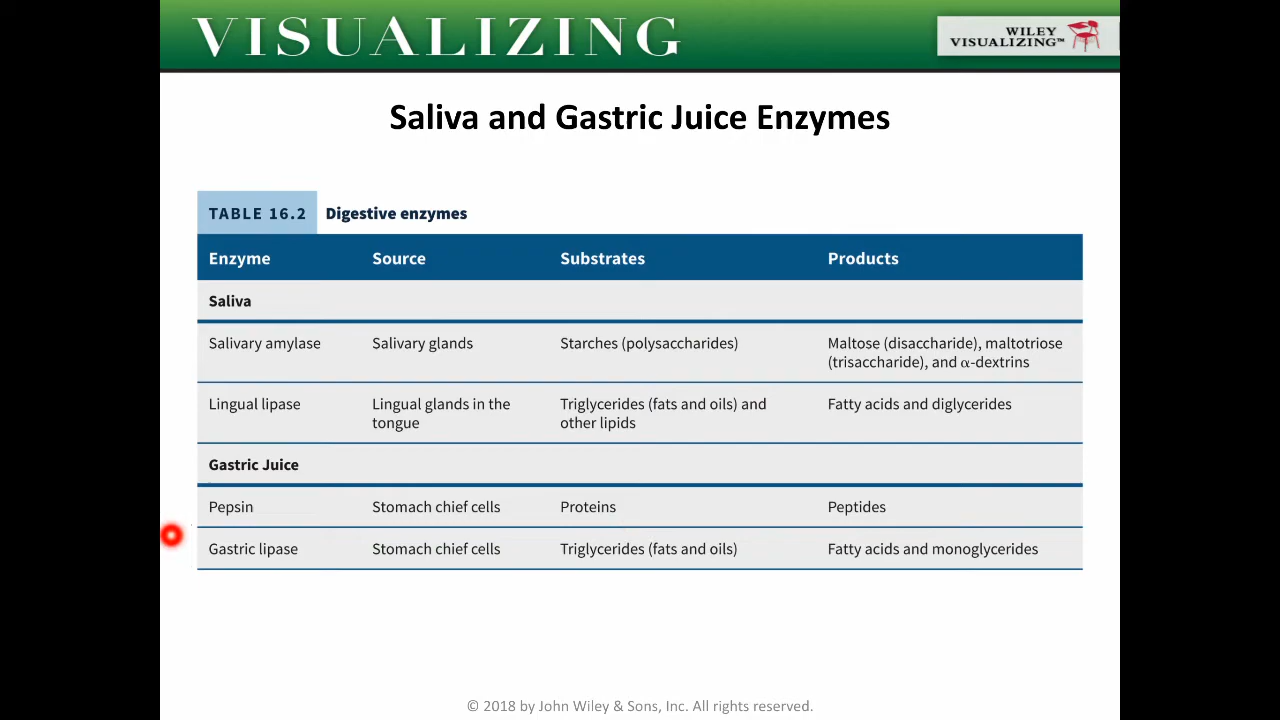 VISUALIZING
WILEY
VISUALIZING™
Saliva and Gastric Juice Enzymes
TABLE 16.2 Digestive enzymes
Enzyme Source Substrates Products
Saliva
Salivary amylase Salivary glands Starches (polysaccharides) Maltose (disaccharide), maltotriose
(trisaccharide), and α-dextrins
Lingual lipase Lingual glands in the Triglycerides (fats and oils) and Fatty acids and diglycerides
tongue other lipids
Gastric Juice
Pepsin Stomach chief cells Proteins Peptides
Gastric lipase Stomach chief cells Triglycerides (fats and oils) Fatty acids and monoglycerides
© 2018 by John Wiley & Sons, Inc. All rights reserved.